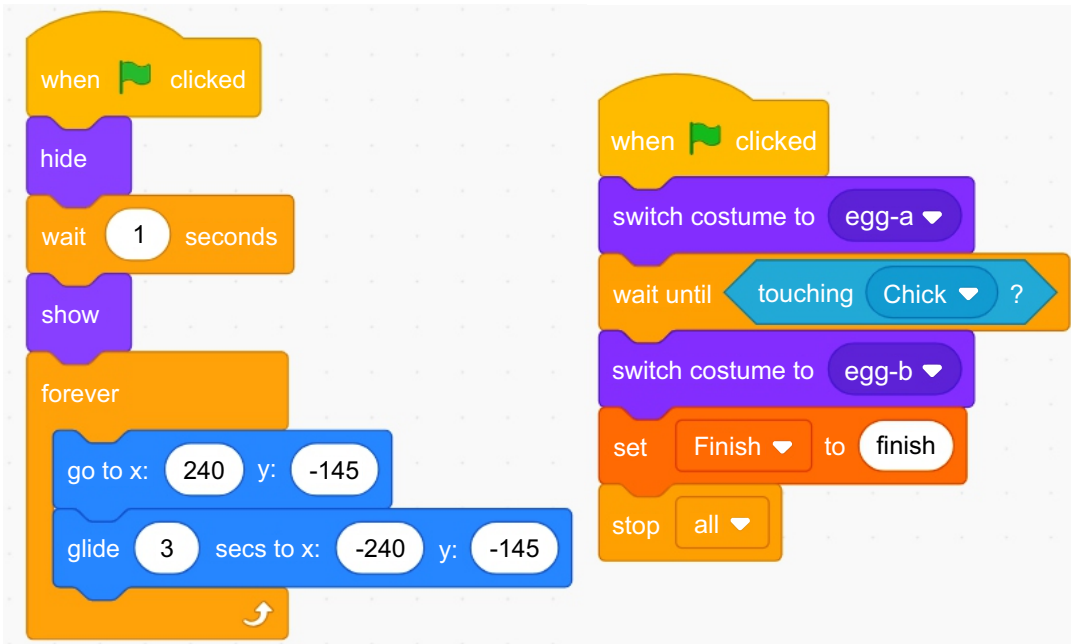 when clicked
hide
wait 1 seconds
show
forever
go to x: 240 y: -145
glide 3 secs to x: -240 y: -145
when clicked
switch costume to egg-a
wait until touching Chick ?
switch costume to egg-b
set Finish to finish
stop all